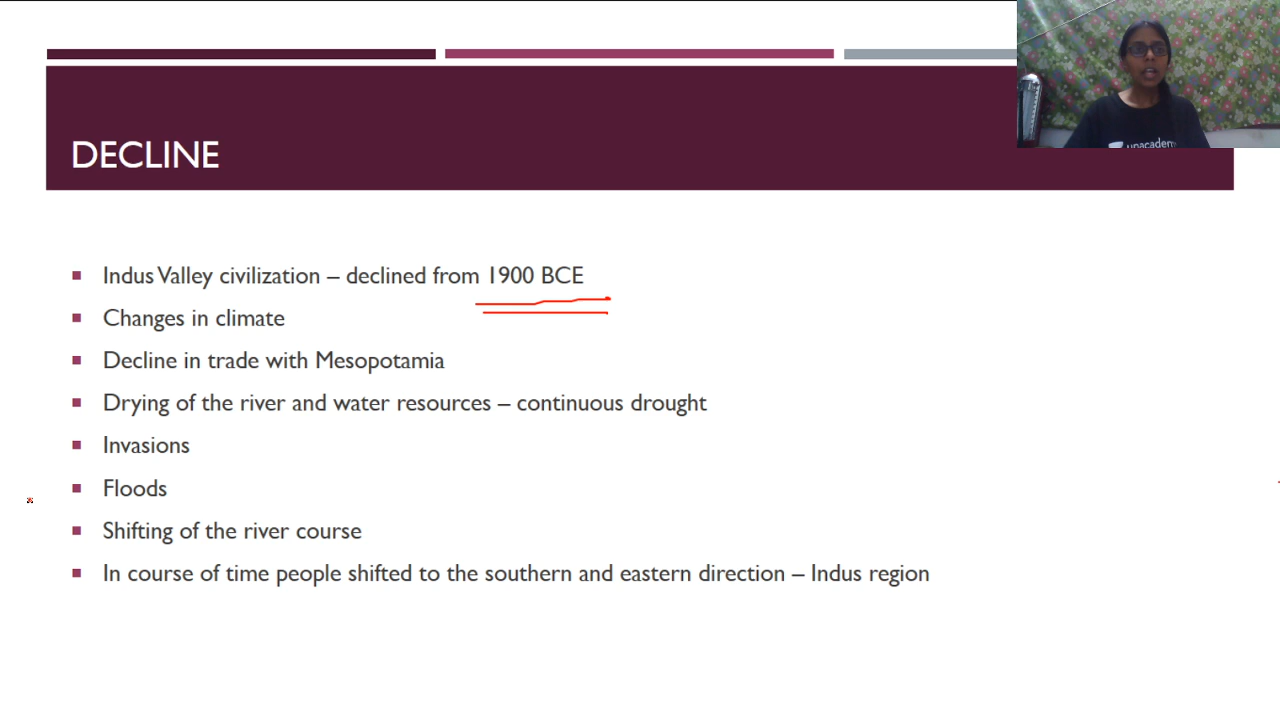 DECLINE
Indus Valley civilization – declined from 1900 BCE
Changes in climate
Decline in trade with Mesopotamia
Drying of the river and water resources – continuous drought
Invasions
Floods
Shifting of the river course
In course of time people shifted to the southern and eastern direction – Indus region